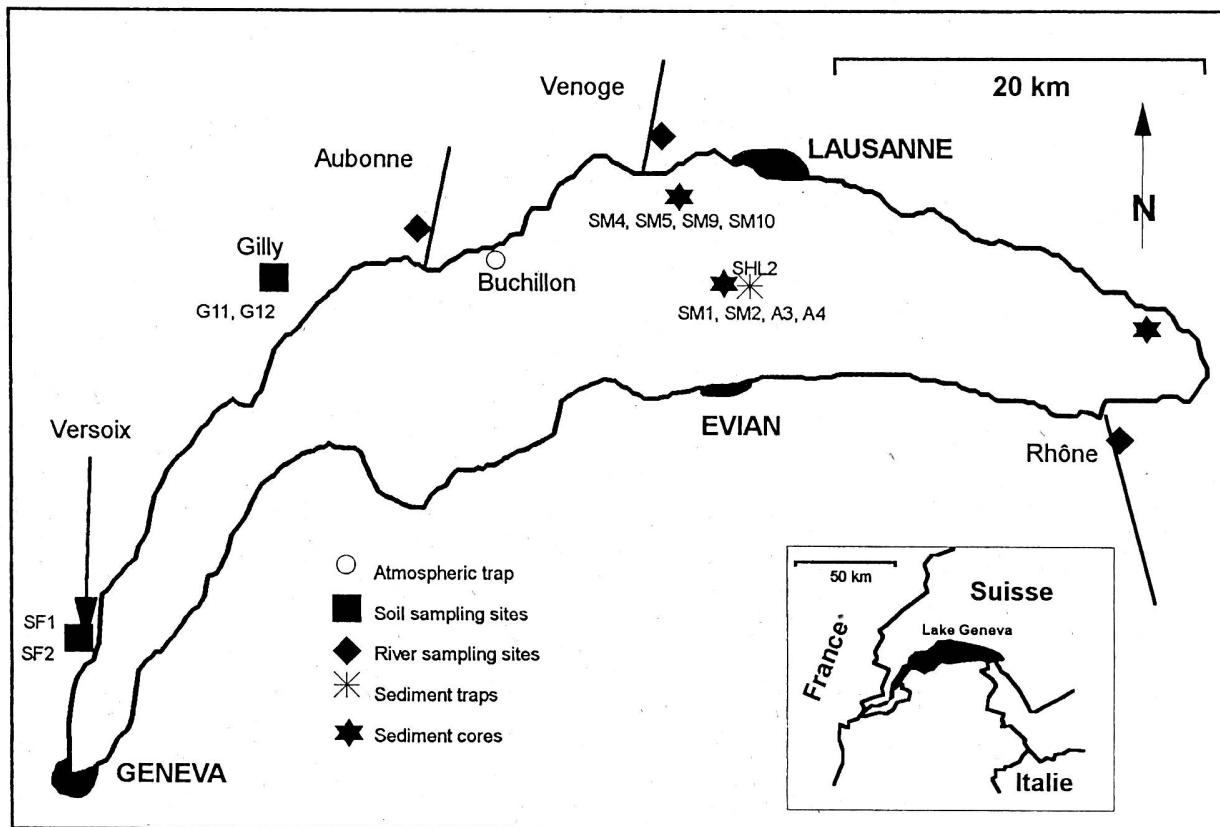 20 km
Venoge
LAUSANNE
Aubonne
N
SM4, SM5, SM9, SM10
Gilly
SHL2
Buchillon
G11, G12
SM1, SM2, A3, A4
Versoix
EVIAN
Rhône
Atmospheric trap
50 km
Suisse
SF1
Soil sampling sites
Lake Geneva
SF2
River sampling sites
France
Sediment traps
Sediment cores
GENEVA
Italie